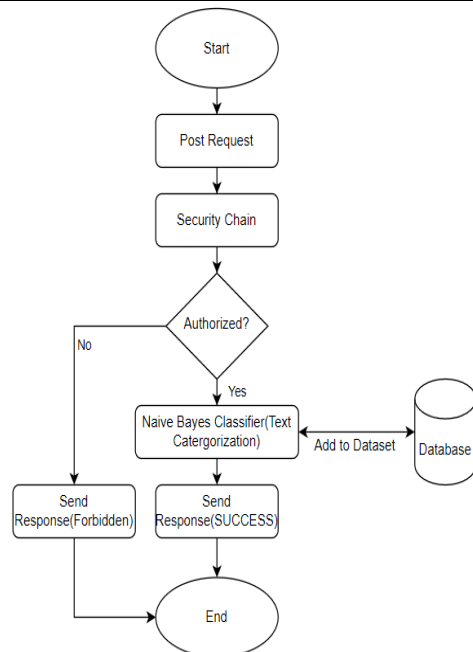 Start
Post Request
Security Chain
Authorized?
No
Yes
Naive Bayes Classifier(Text
Catergorization)
Add to Dataset
Database
Send
Response(Forbidden)
Send
Response(SUCCESS)
End